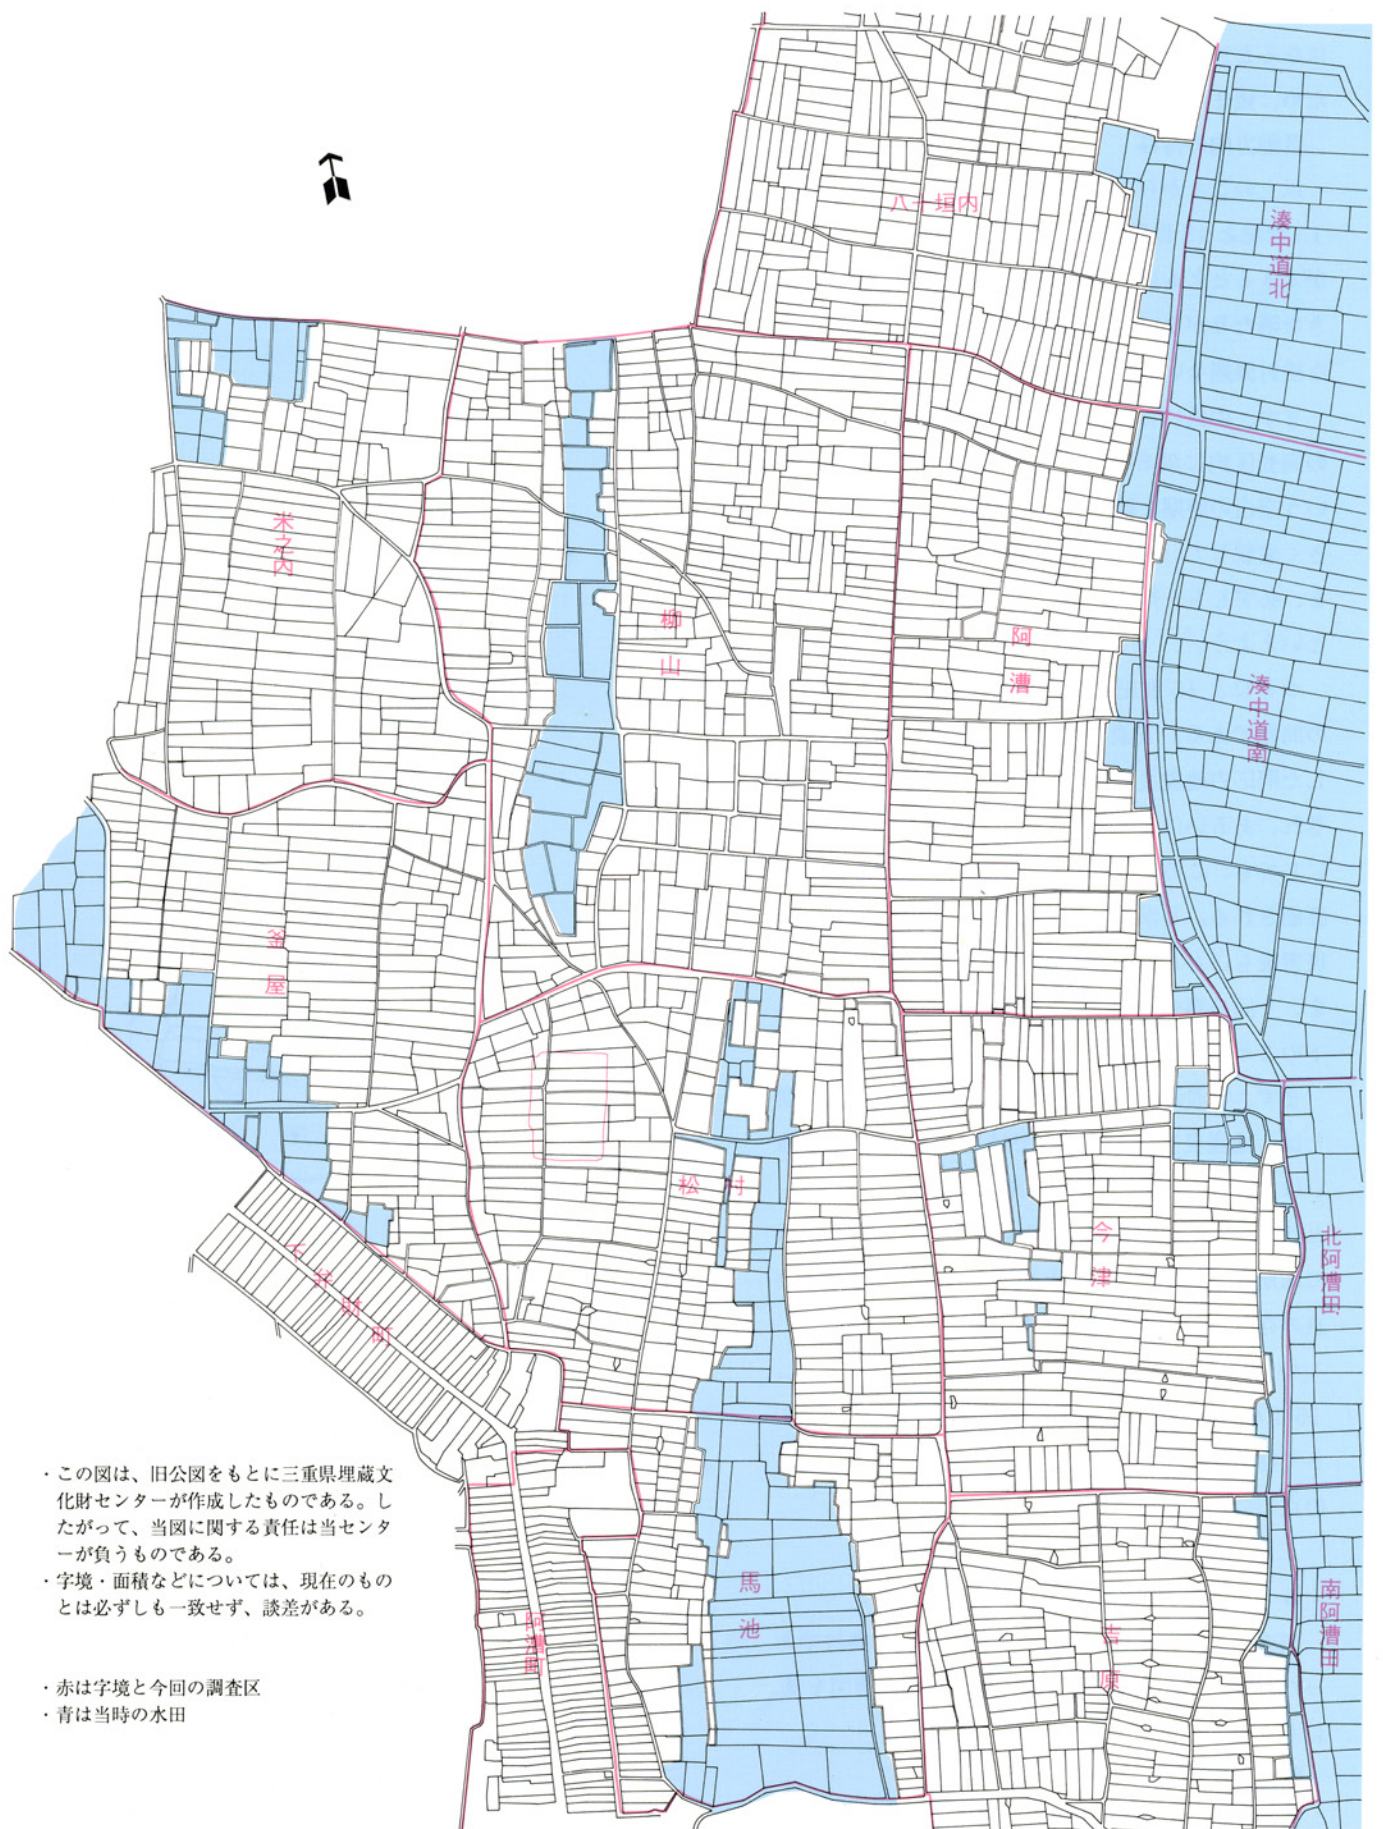 八十垣内
湊中道北
米之内
柳山
阿漕
湊中道南
釜屋
松村
今津
北阿漕田
不弁財町
馬池
吉原
南阿漕田
阿漕町
・この図は、旧公図をもとに三重県埋蔵文
化財センターが作成したものである。し
たがって、当図に関する責任は当センタ
ーが負うものである。
・字境・面積などについては、現在のもの
とは必ずしも一致せず、誤差がある。
・赤は字境と今回の調査区
・青は当時の水田